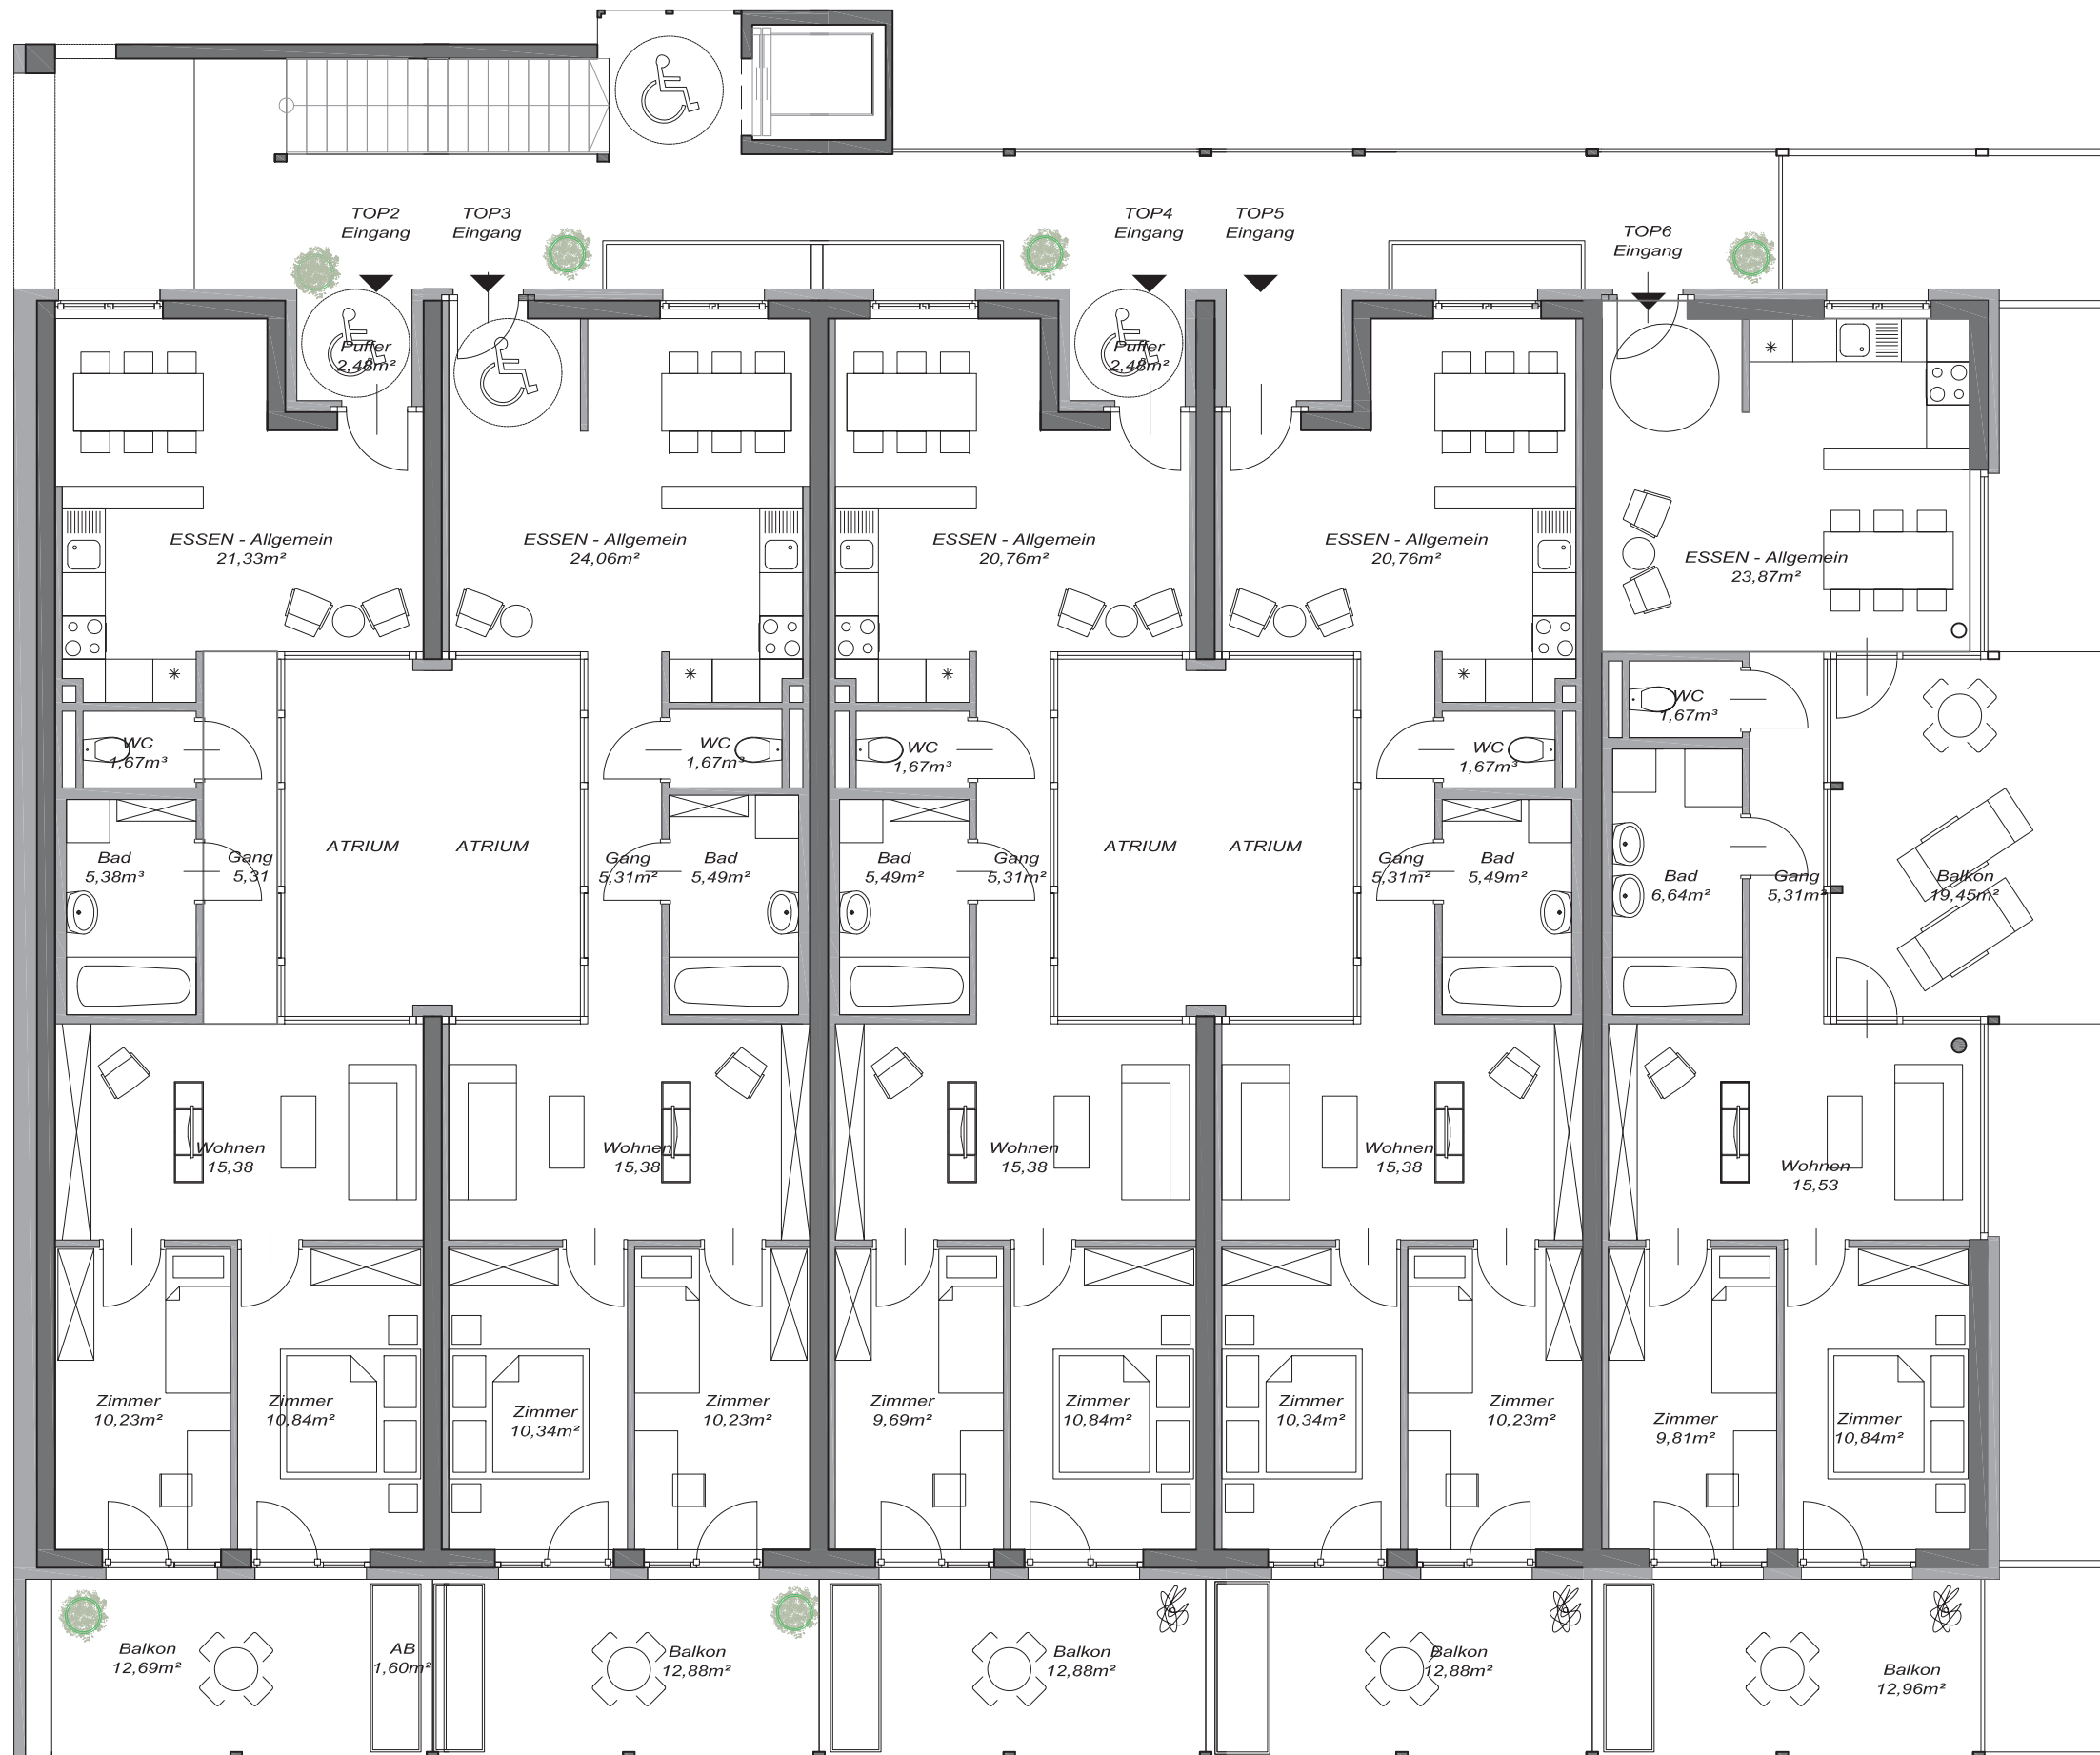 TOP2
Eingang
TOP3
Eingang
TOP4
Eingang
TOP5
Eingang
TOP6
Eingang
Puffer
2,48m²
Puffer
2,48m²
ESSEN - Allgemein
21,33m²
ESSEN - Allgemein
24,06m²
ESSEN - Allgemein
20,76m²
ESSEN - Allgemein
20,76m²
ESSEN - Allgemein
23,87m²
WC
1,67m³
WC
1,67m³
WC
1,67m³
WC
1,67m³
WC
1,67m³
ATRIUM
ATRIUM
ATRIUM
ATRIUM
Bad
5,38m³
Gang
5,31
Gang
5,31m²
Bad
5,49m²
Bad
5,49m²
Gang
5,31m²
Gang
5,31m²
Bad
5,49m²
Bad
6,64m²
Gang
5,31m²
Balkon
19,45m²
Wohnen
15,38
Wohnen
15,38
Wohnen
15,38
Wohnen
15,38
Wohnen
15,53
Zimmer
10,23m²
Zimmer
10,84m²
Zimmer
10,34m²
Zimmer
10,23m²
Zimmer
9,69m²
Zimmer
10,84m²
Zimmer
10,34m²
Zimmer
10,23m²
Zimmer
9,81m²
Zimmer
10,84m²
Balkon
12,69m²
AB
1,60m²
Balkon
12,88m²
Balkon
12,88m²
Balkon
12,88m²
Balkon
12,96m²